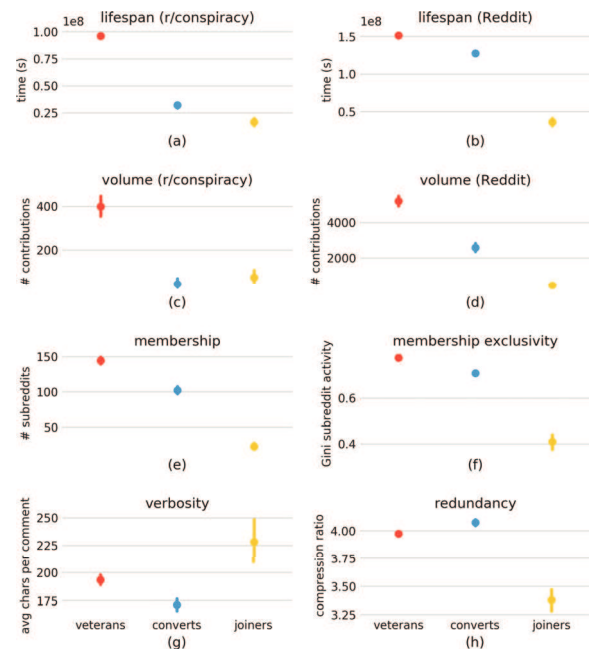 lifespan (r/conspiracy)
1e8
1.00
0.75
0.50
0.25
time (s)
(a)
lifespan (Reddit)
1e8
1.5
1.0
0.5
time (s)
(b)
volume (r/conspiracy)
400
200
# contributions
(c)
volume (Reddit)
4000
2000
# contributions
(d)
membership
150
100
50
# subreddits
(e)
membership exclusivity
0.6
0.4
Gini subreddit activity
(f)
verbosity
250
225
200
175
avg chars per comment
veterans converts joiners
(g)
redundancy
4.00
3.75
3.50
3.25
compression ratio
veterans converts joiners
(h)